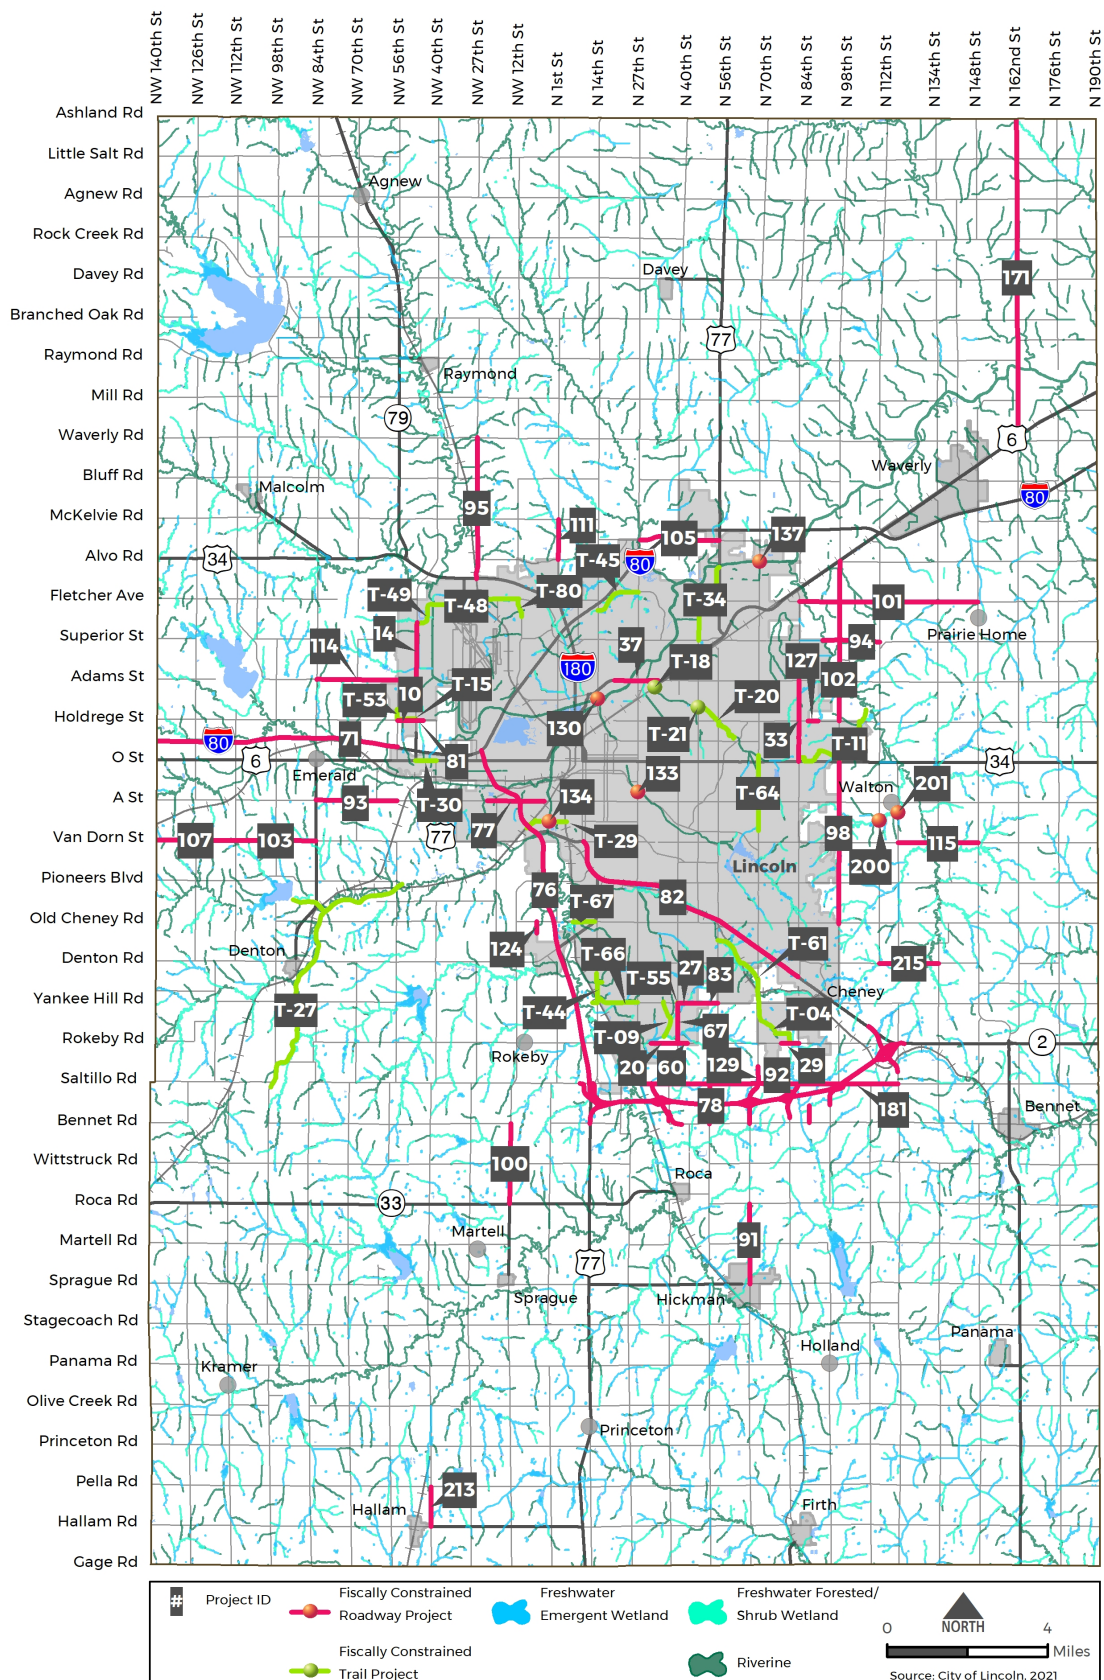 NW 140th St
NW 126th St
NW 112th St
NW 98th St
NW 84th St
NW 70th St
NW 56th St
NW 40th St
NW 27th St
NW 12th St
N 1st St
N 14th St
N 27th St
N 40th St
N 56th St
N 70th St
N 84th St
N 98th St
N 112th St
N 134th St
N 148th St
N 162nd St
N 176th St
N 190th St
Ashland Rd
Little Salt Rd
Agnew Rd
Rock Creek Rd
Davey Rd
Branched Oak Rd
Raymond Rd
Mill Rd
Waverly Rd
Bluff Rd
McKelvie Rd
Alvo Rd
Fletcher Ave
Superior St
Adams St
Holdrege St
O St
A St
Van Dorn St
Pioneers Blvd
Old Cheney Rd
Denton Rd
Yankee Hill Rd
Rokeby Rd
Saltillo Rd
Bennet Rd
Wittstruck Rd
Roca Rd
Martell Rd
Sprague Rd
Stagecoach Rd
Panama Rd
Olive Creek Rd
Princeton Rd
Pella Rd
Hallam Rd
Gage Rd
Agnew
Davey
171
77
Raymond
79
6
Waverly
80
Malcolm
95
111
105
137
34
T-45
80
T-49
T-48
T-80
T-34
101
Prairie Home
14
114
37
94
180
T-18
127
102
T-53
10
T-15
T-20
130
T-21
33
T-11
80
71
6
81
34
Emerald
133
Walton
201
93
T-30
134
T-64
77
77
107
103
T-29
98
115
200
Lincoln
76
82
T-67
124
T-61
Denton
T-66
T-55
27
83
215
Cheney
T-27
T-44
T-09
67
T-04
2
Rokeby
20
60
129
92
29
78
181
Bennet
100
Roca
33
Martell
91
77
Sprague
Hickman
Panama
Holland
Kramer
Princeton
213
Hallam
Firth
#
Project ID
Fiscally Constrained
Roadway Project
Fiscally Constrained
Trail Project
Freshwater
Emergent Wetland
Freshwater Forested/
Shrub Wetland
Riverine
NORTH
0
4
Miles
Source: City of Lincoln, 2021